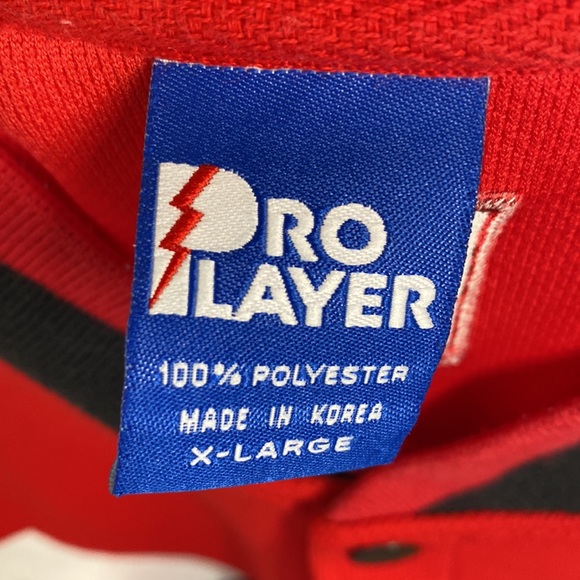 PRO
PLAYER
100% POLYESTER
MADE IN KOREA
X-LARGE